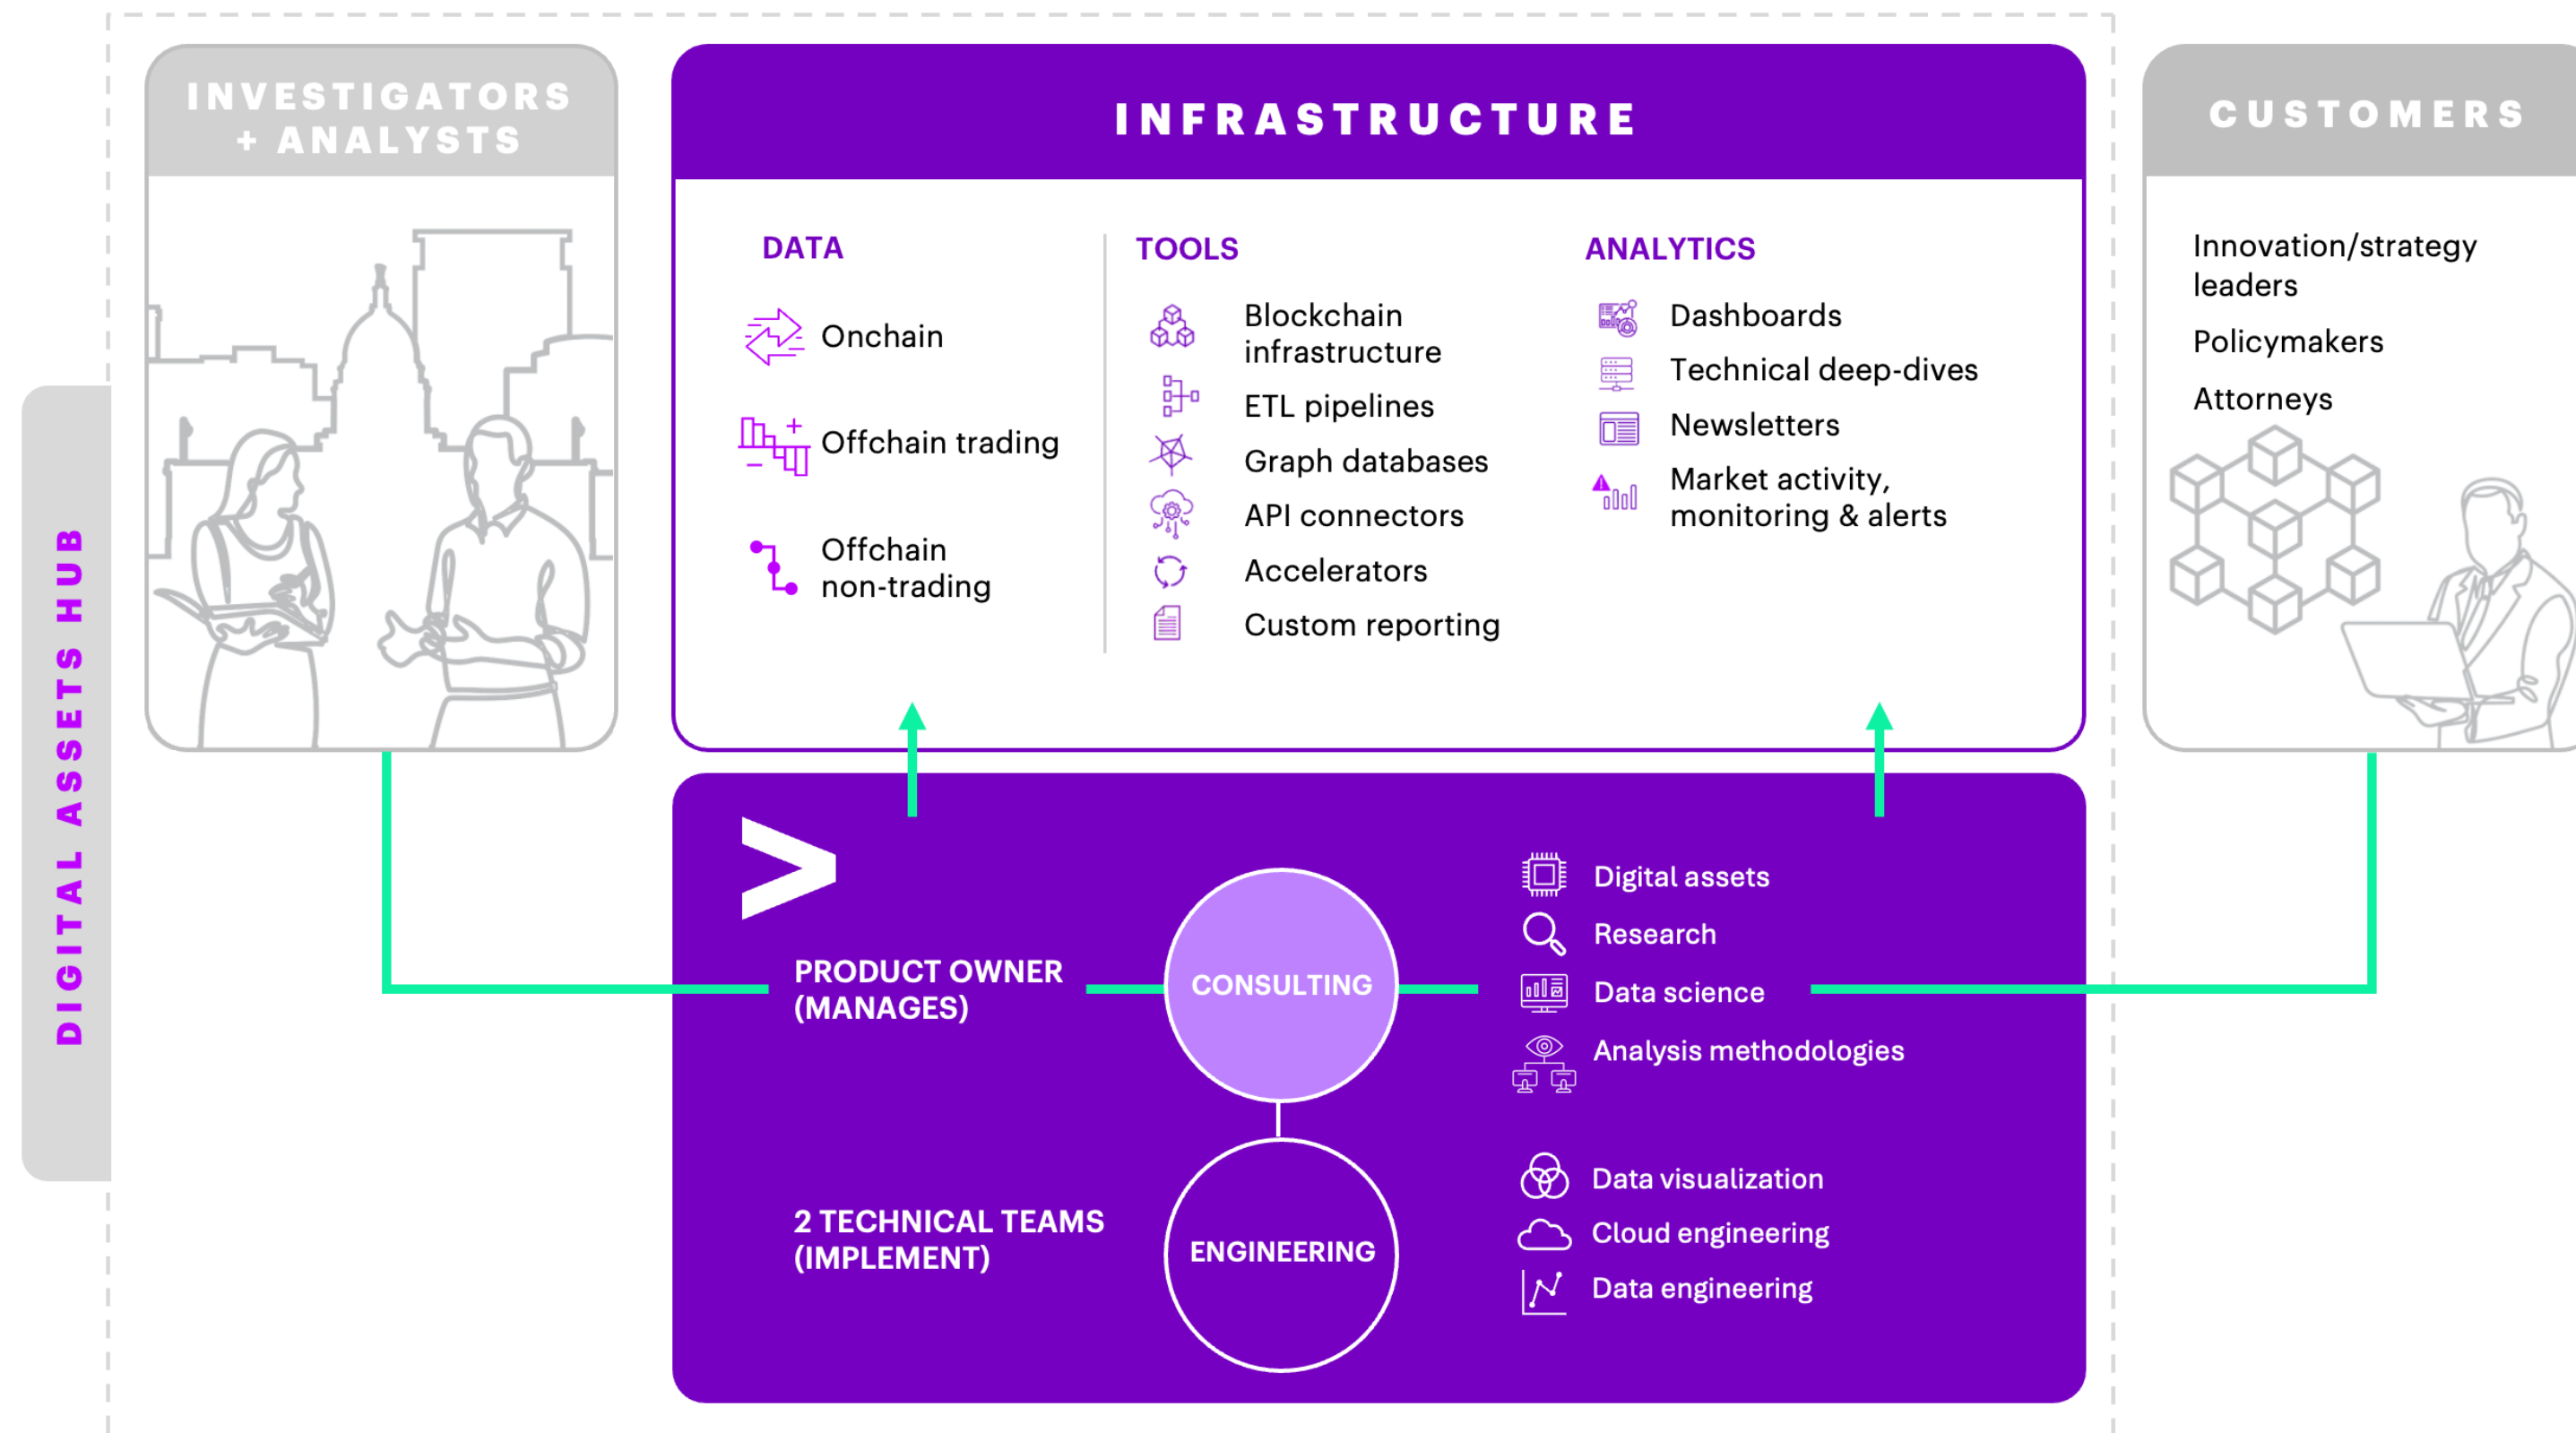 DIGITAL ASSETS HUB
INVESTIGATORS
+ ANALYSTS
INFRASTRUCTURE
DATA
Onchain
Offchain trading
Offchain
non-trading
TOOLS
Blockchain
infrastructure
ETL pipelines
Graph databases
API connectors
Accelerators
Custom reporting
ANALYTICS
Dashboards
Technical deep-dives
Newsletters
Market activity,
monitoring & alerts
CUSTOMERS
Innovation/strategy
leaders
Policymakers
Attorneys
PRODUCT OWNER
(MANAGES)
CONSULTING
Digital assets
Research
Data science
Analysis methodologies
2 TECHNICAL TEAMS
(IMPLEMENT)
ENGINEERING
Data visualization
Cloud engineering
Data engineering